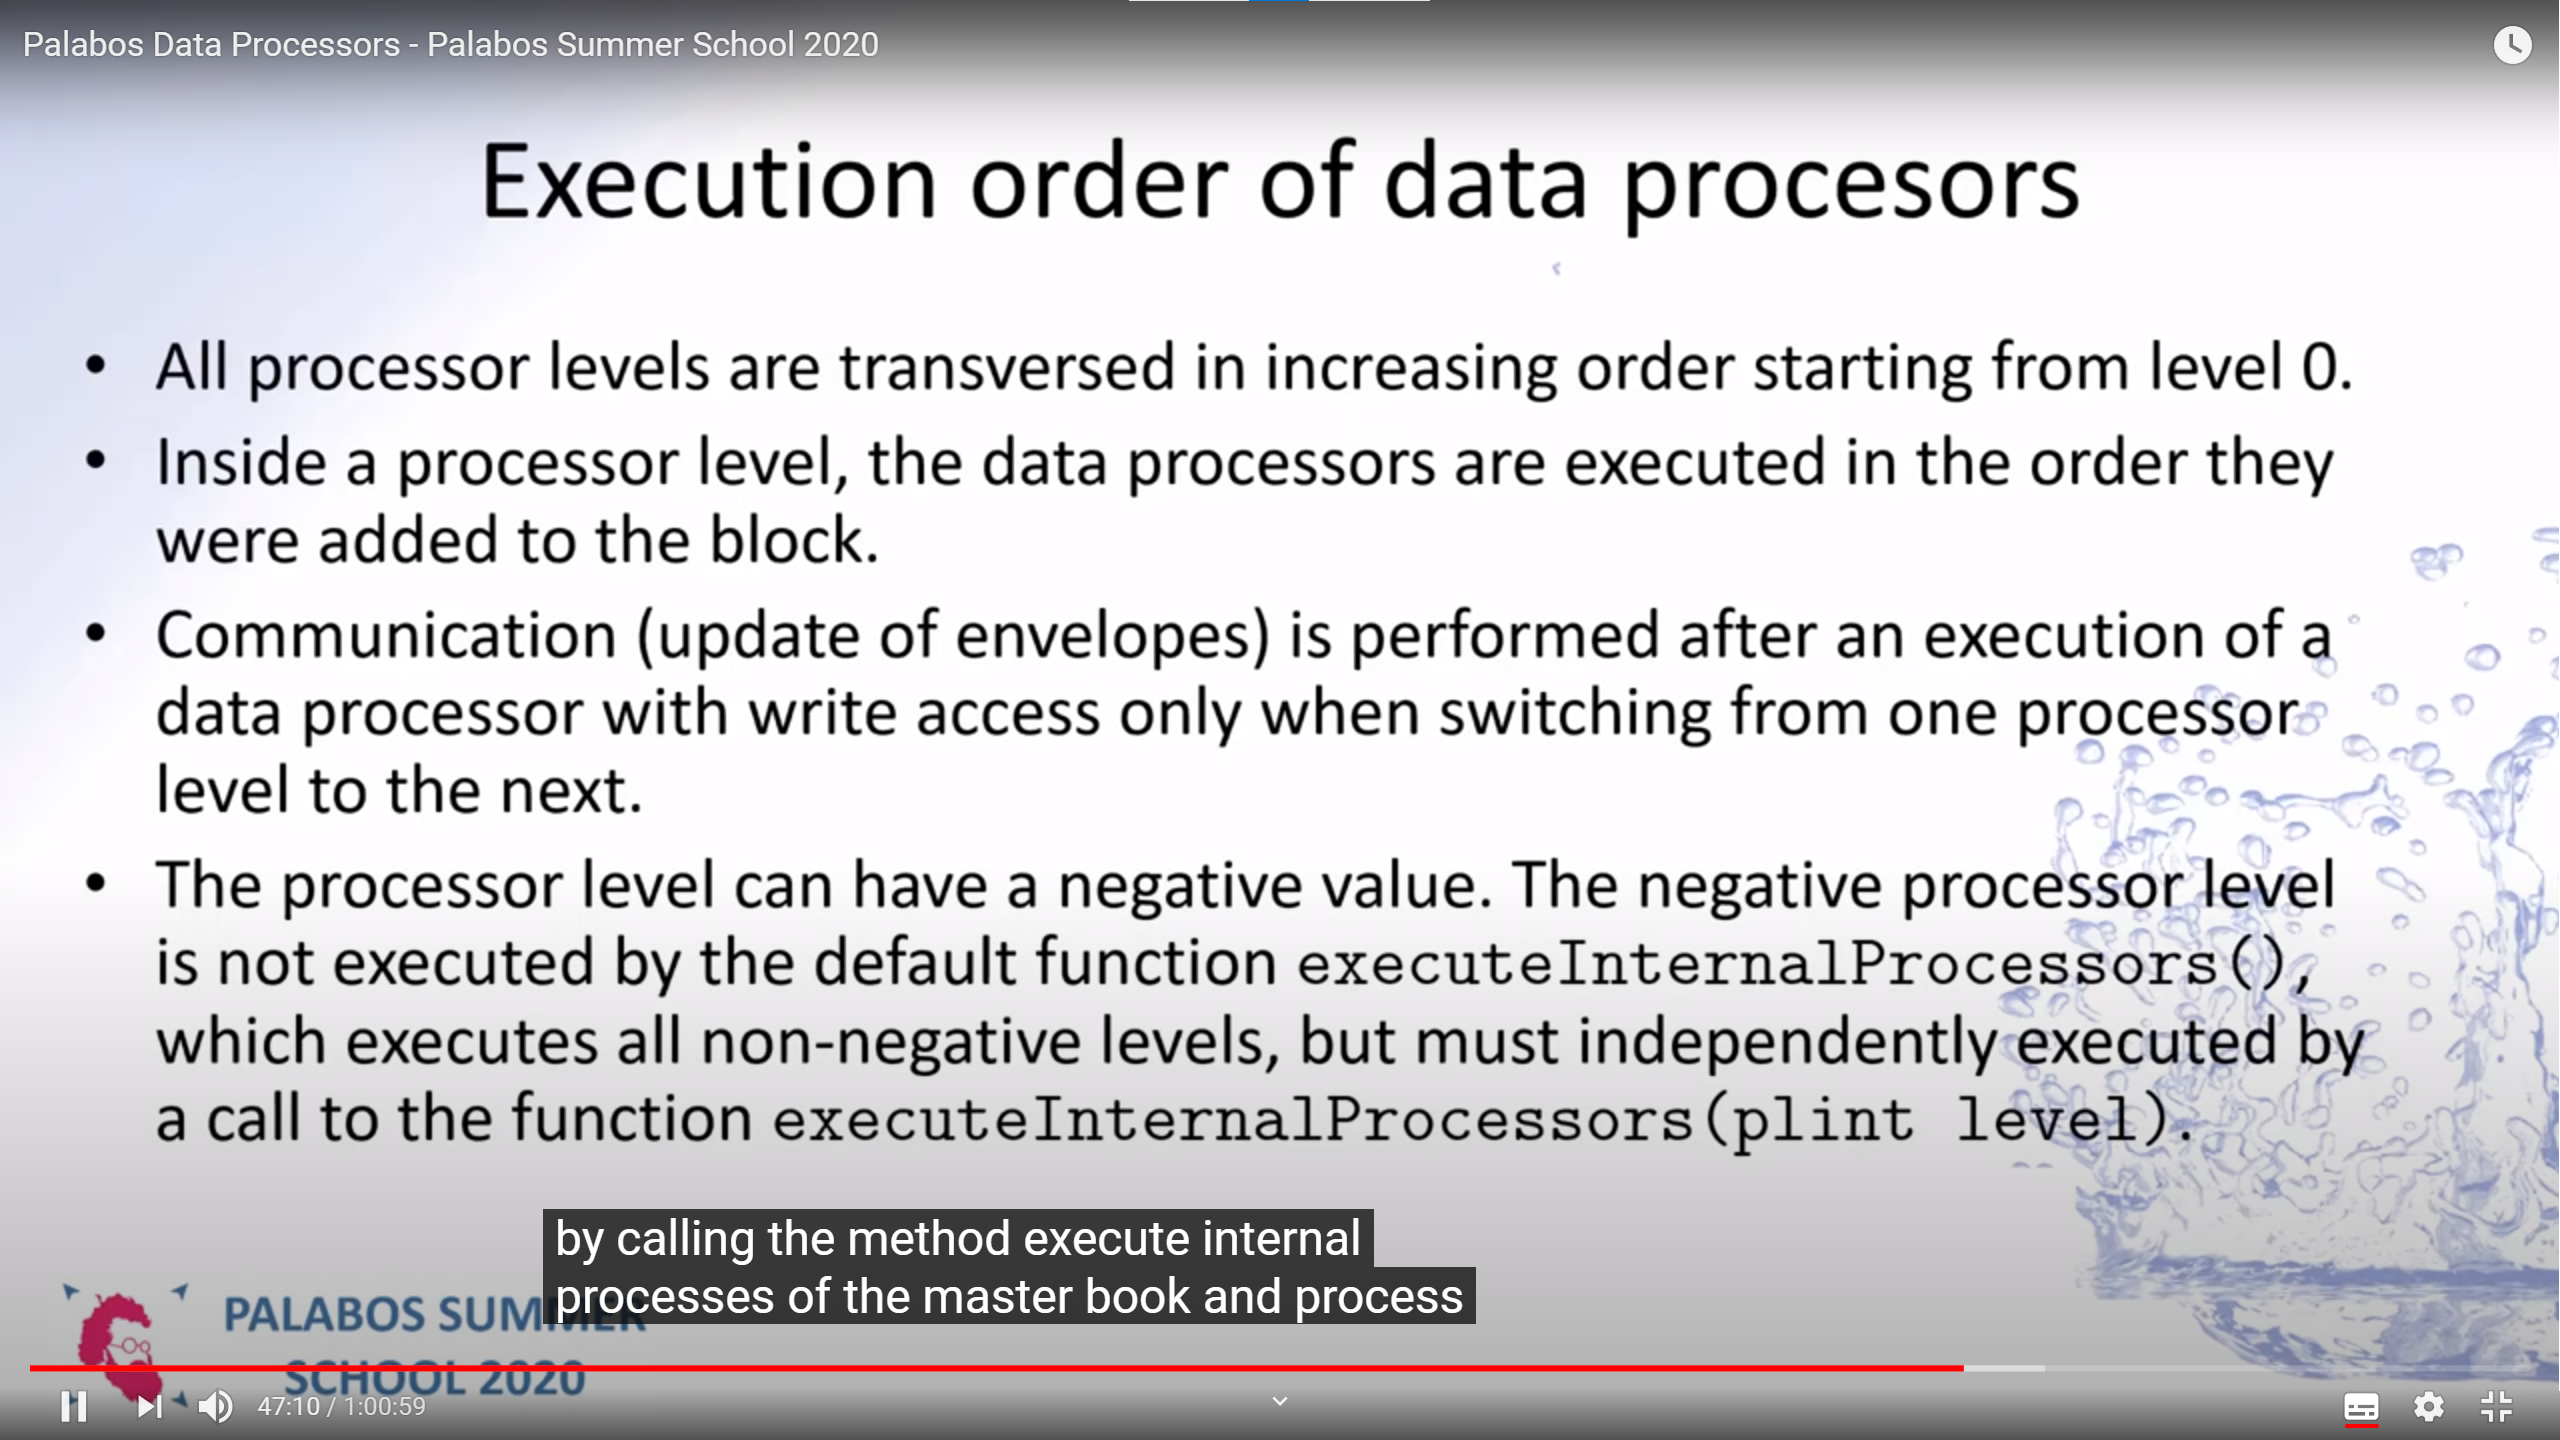 Palabos Data Processors - Palabos Summer School 2020
Execution order of data procesors
• All processor levels are transversed in increasing order starting from level 0.
• Inside a processor level, the data processors are executed in the order they
were added to the block.
• Communication (update of envelopes) is performed after an execution of a
data processor with write access only when switching from one processor
level to the next.
• The processor level can have a negative value. The negative processor level
is not executed by the default function executeInternalProcessors(),
which executes all non-negative levels, but must independently executed by
a call to the function executeInternalProcessors(plint level).
by calling the method execute internal
processes of the master book and process
PALABOS SUMMER
SCHOOL 2020
47:10 / 1:00:59